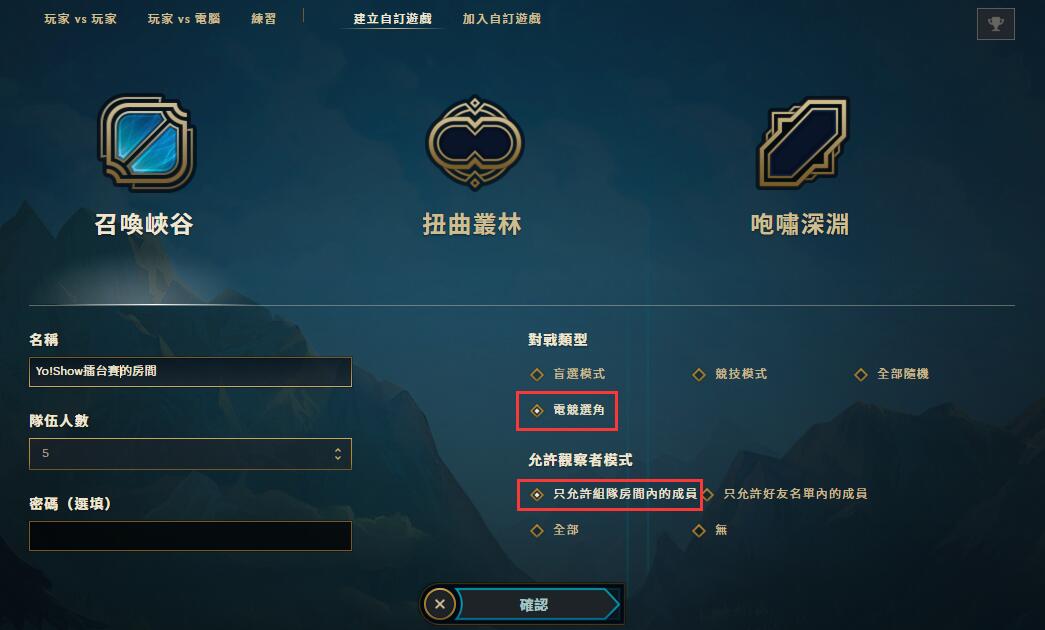 玩家 vs 玩家 玩家 vs 電腦 練習 建立自訂遊戲 加入自訂遊戲
召喚峽谷 扭曲叢林 咆嘯深淵
名稱 對戰類型
Yo!Show擂台賽的房間 盲選模式 競技模式 全部隨機
電競選角
隊伍人數
5
允許觀察者模式
只允許組隊房間內的成員 只允許好友名單內的成員
密碼（選填）
全部 無
確認